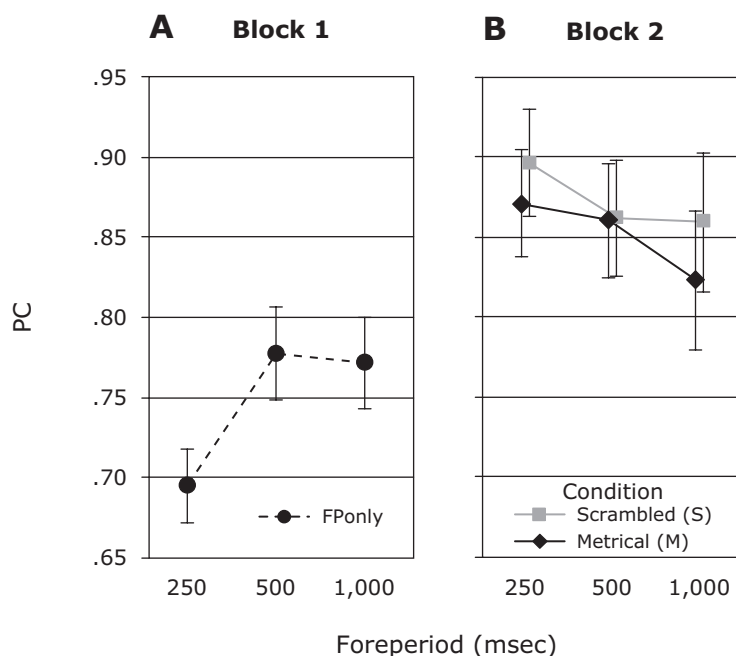 A Block 1
B Block 2
.95
.90
.85
.80
.75
.70
.65
PC
FPonly
Condition
Scrambled (S)
Metrical (M)
250 500 1,000
250 500 1,000
Foreperiod (msec)